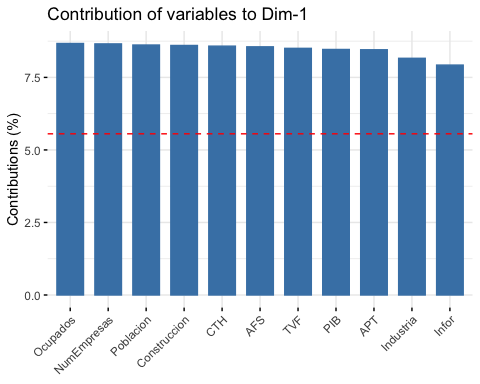 Contribution of variables to Dim-1
Contributions (%)
7.5
5.0
2.5
0.0
Ocupados
NumEmpresas
Poblacion
Construccion
CTH
AFS
TVF
PIB
APT
Industria
Infor